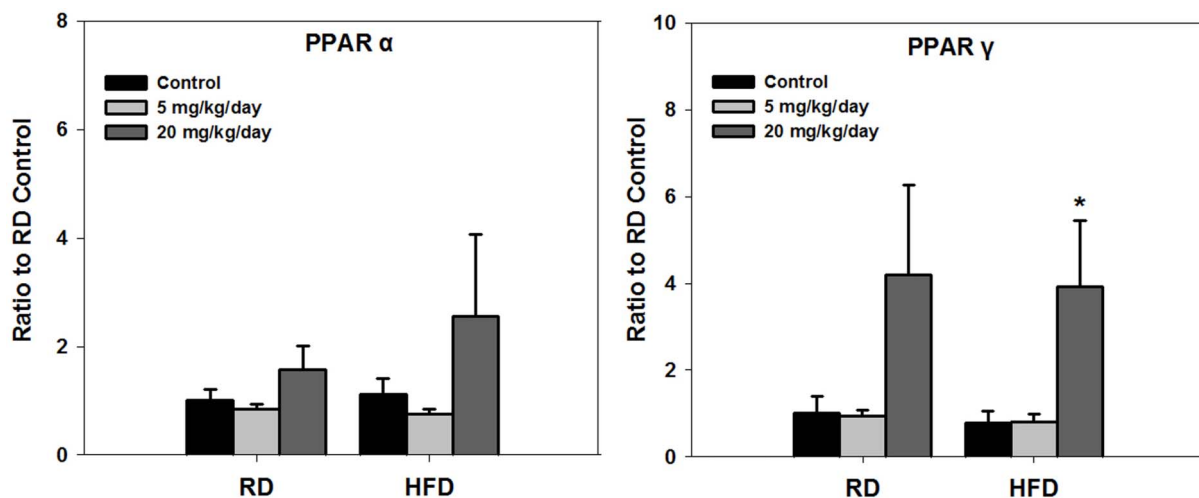 PPAR α
Control
5 mg/kg/day
20 mg/kg/day
Ratio to RD Control
8
6
4
2
0
RD HFD
PPAR γ
Control
5 mg/kg/day
20 mg/kg/day
Ratio to RD Control
10
8
6
4
2
0
*
RD HFD